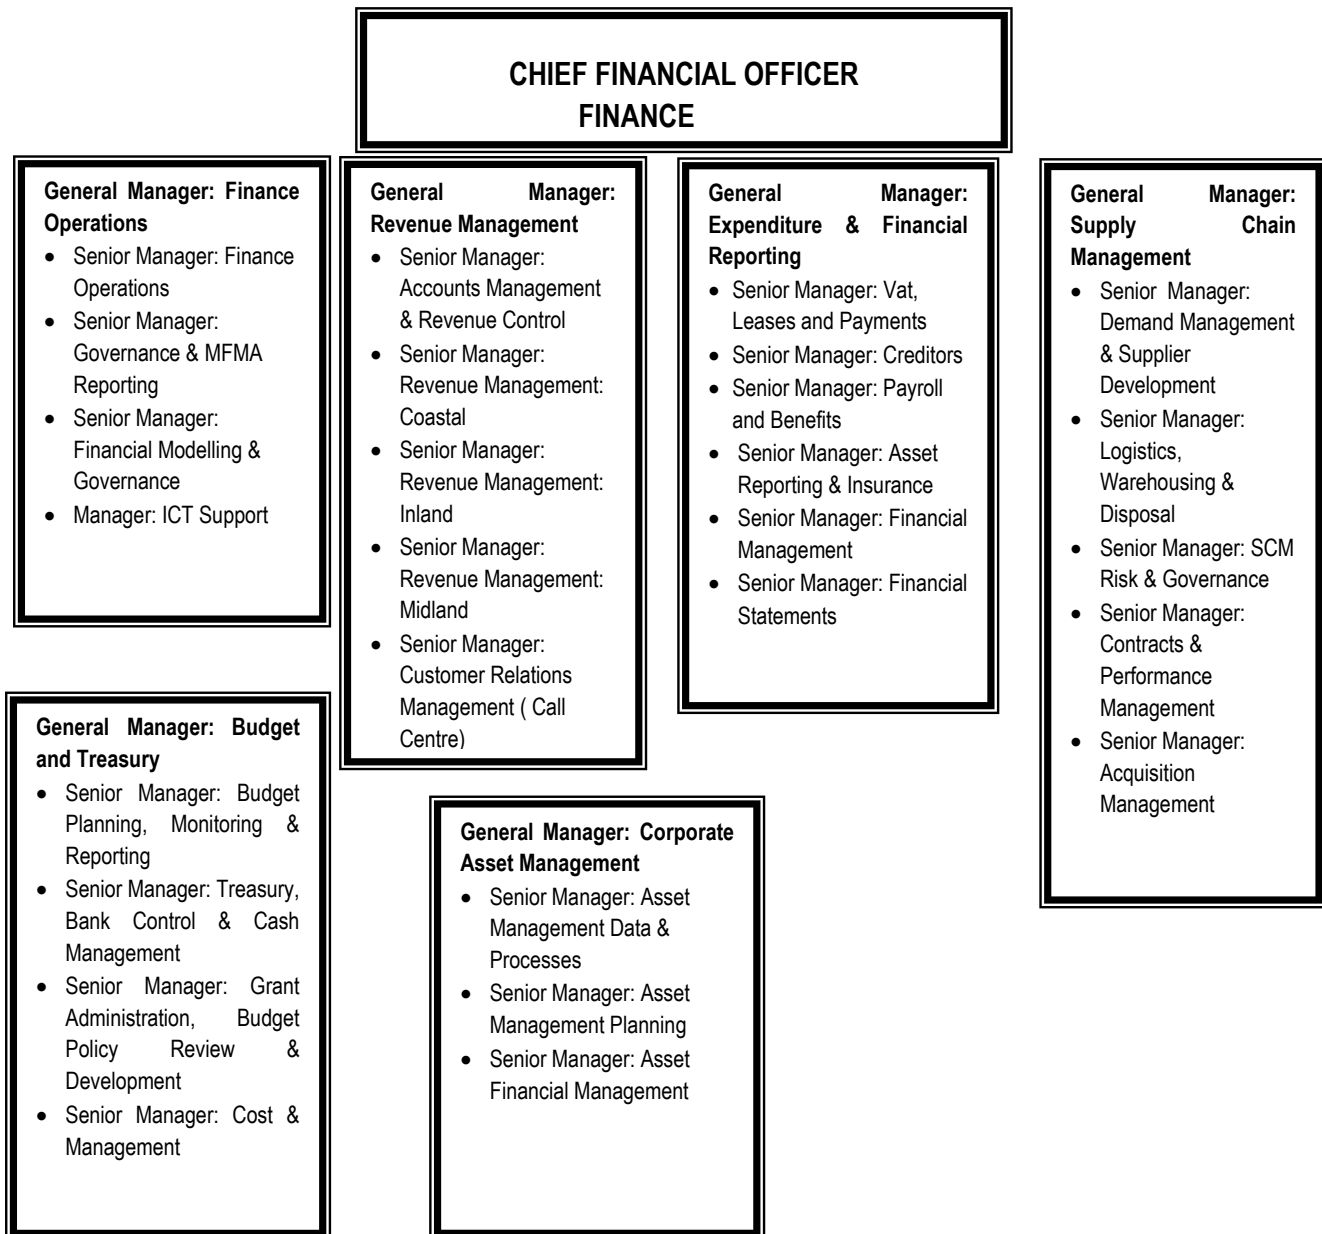 CHIEF FINANCIAL OFFICER
FINANCE
General Manager: Finance
Operations
• Senior Manager: Finance
Operations
• Senior Manager:
Governance & MFMA
Reporting
• Senior Manager:
Financial Modelling &
Governance
• Manager: ICT Support
General Manager:
Revenue Management
• Senior Manager:
Accounts Management
& Revenue Control
• Senior Manager:
Revenue Management:
Coastal
• Senior Manager:
Revenue Management:
Inland
• Senior Manager:
Revenue Management:
Midland
• Senior Manager:
Customer Relations
Management ( Call
Centre)
General Manager:
Expenditure & Financial
Reporting
• Senior Manager: Vat,
Leases and Payments
• Senior Manager: Creditors
• Senior Manager: Payroll
and Benefits
• Senior Manager: Asset
Reporting & Insurance
• Senior Manager: Financial
Management
• Senior Manager: Financial
Statements
General Manager:
Supply Chain
Management
• Senior Manager:
Demand Management
& Supplier
Development
• Senior Manager:
Logistics,
Warehousing &
Disposal
• Senior Manager: SCM
Risk & Governance
• Senior Manager:
Contracts &
Performance
Management
• Senior Manager:
Acquisition
Management
General Manager: Budget
and Treasury
• Senior Manager: Budget
Planning, Monitoring &
Reporting
• Senior Manager: Treasury,
Bank Control & Cash
Management
• Senior Manager: Grant
Administration, Budget
Policy Review &
Development
• Senior Manager: Cost &
Management
General Manager: Corporate
Asset Management
• Senior Manager: Asset
Management Data &
Processes
• Senior Manager: Asset
Management Planning
• Senior Manager: Asset
Financial Management